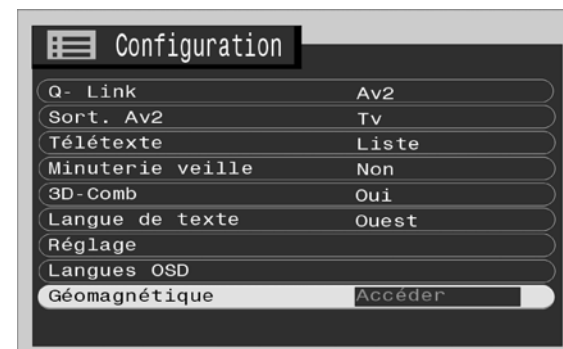 Configuration
Q- Link Av2
Sort. Av2 Tv
Télétexte Liste
Minuterie veille Non
3D-Comb Oui
Langue de texte Ouest
Réglage
Langues OSD
Géomagnétique Accéder